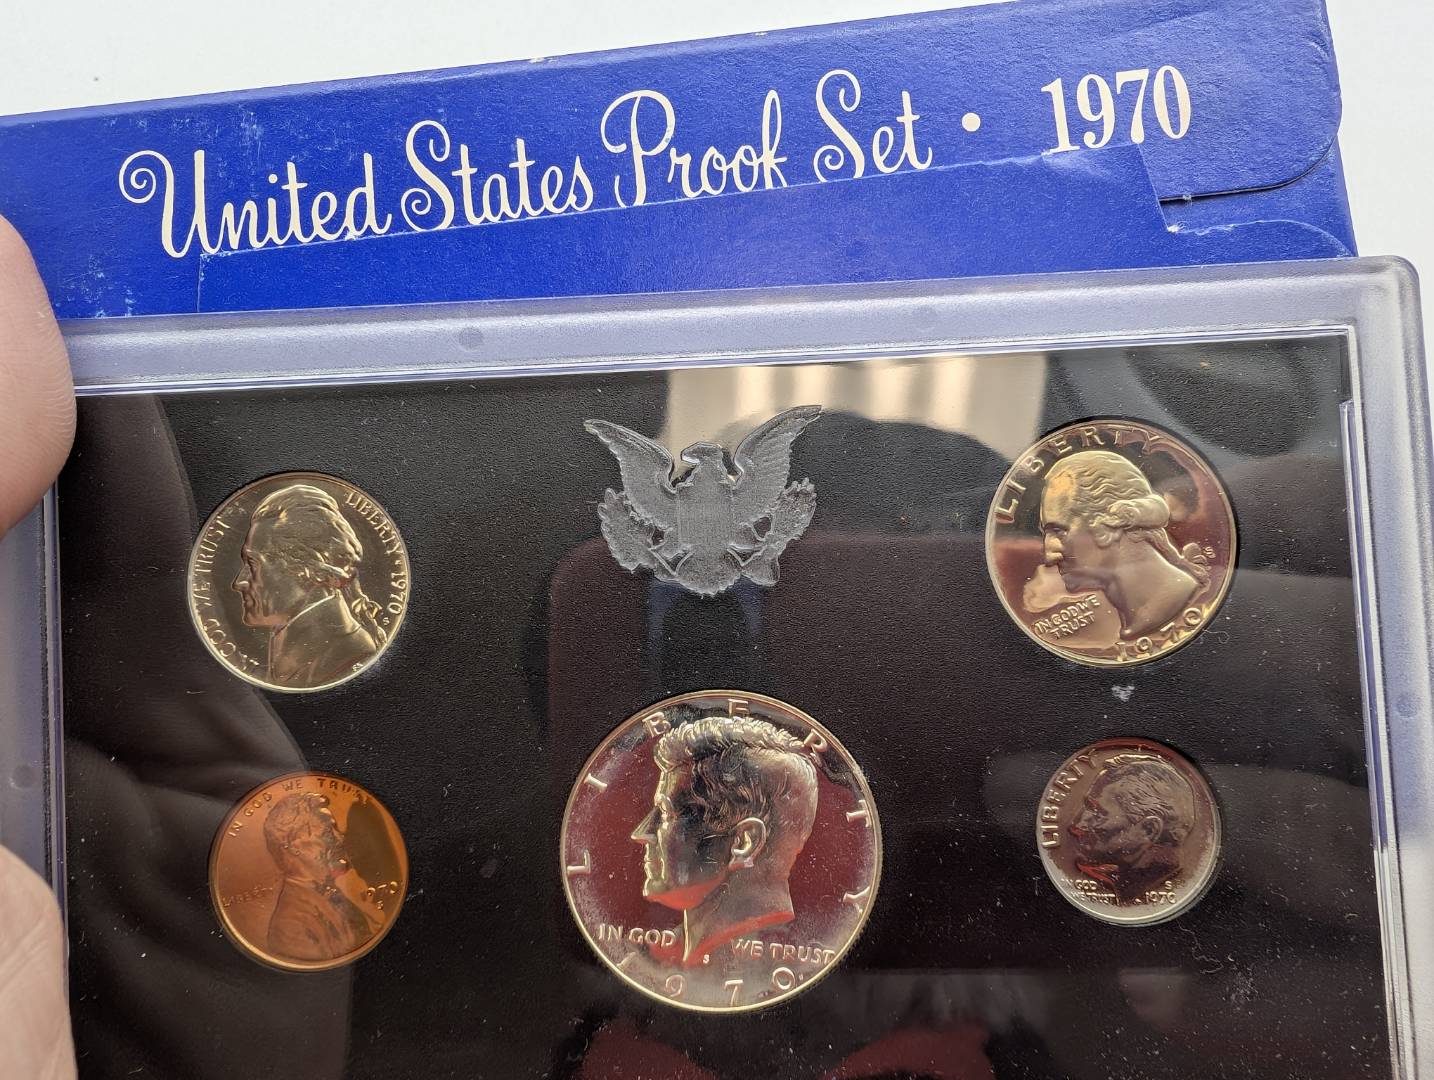 United States Proof Set · 1970
IN GOD WE TRUST LIBERTY · 1970
S
FS
LIBERTY
S
IN GOD WE
TRUST
1970
IN GOD WE TRUST
LIBERTY
1970
S
LIBERTY
IN GOD WE TRUST
S
1970
LIBERTY
IN GOD
WE TRUST
S
1970